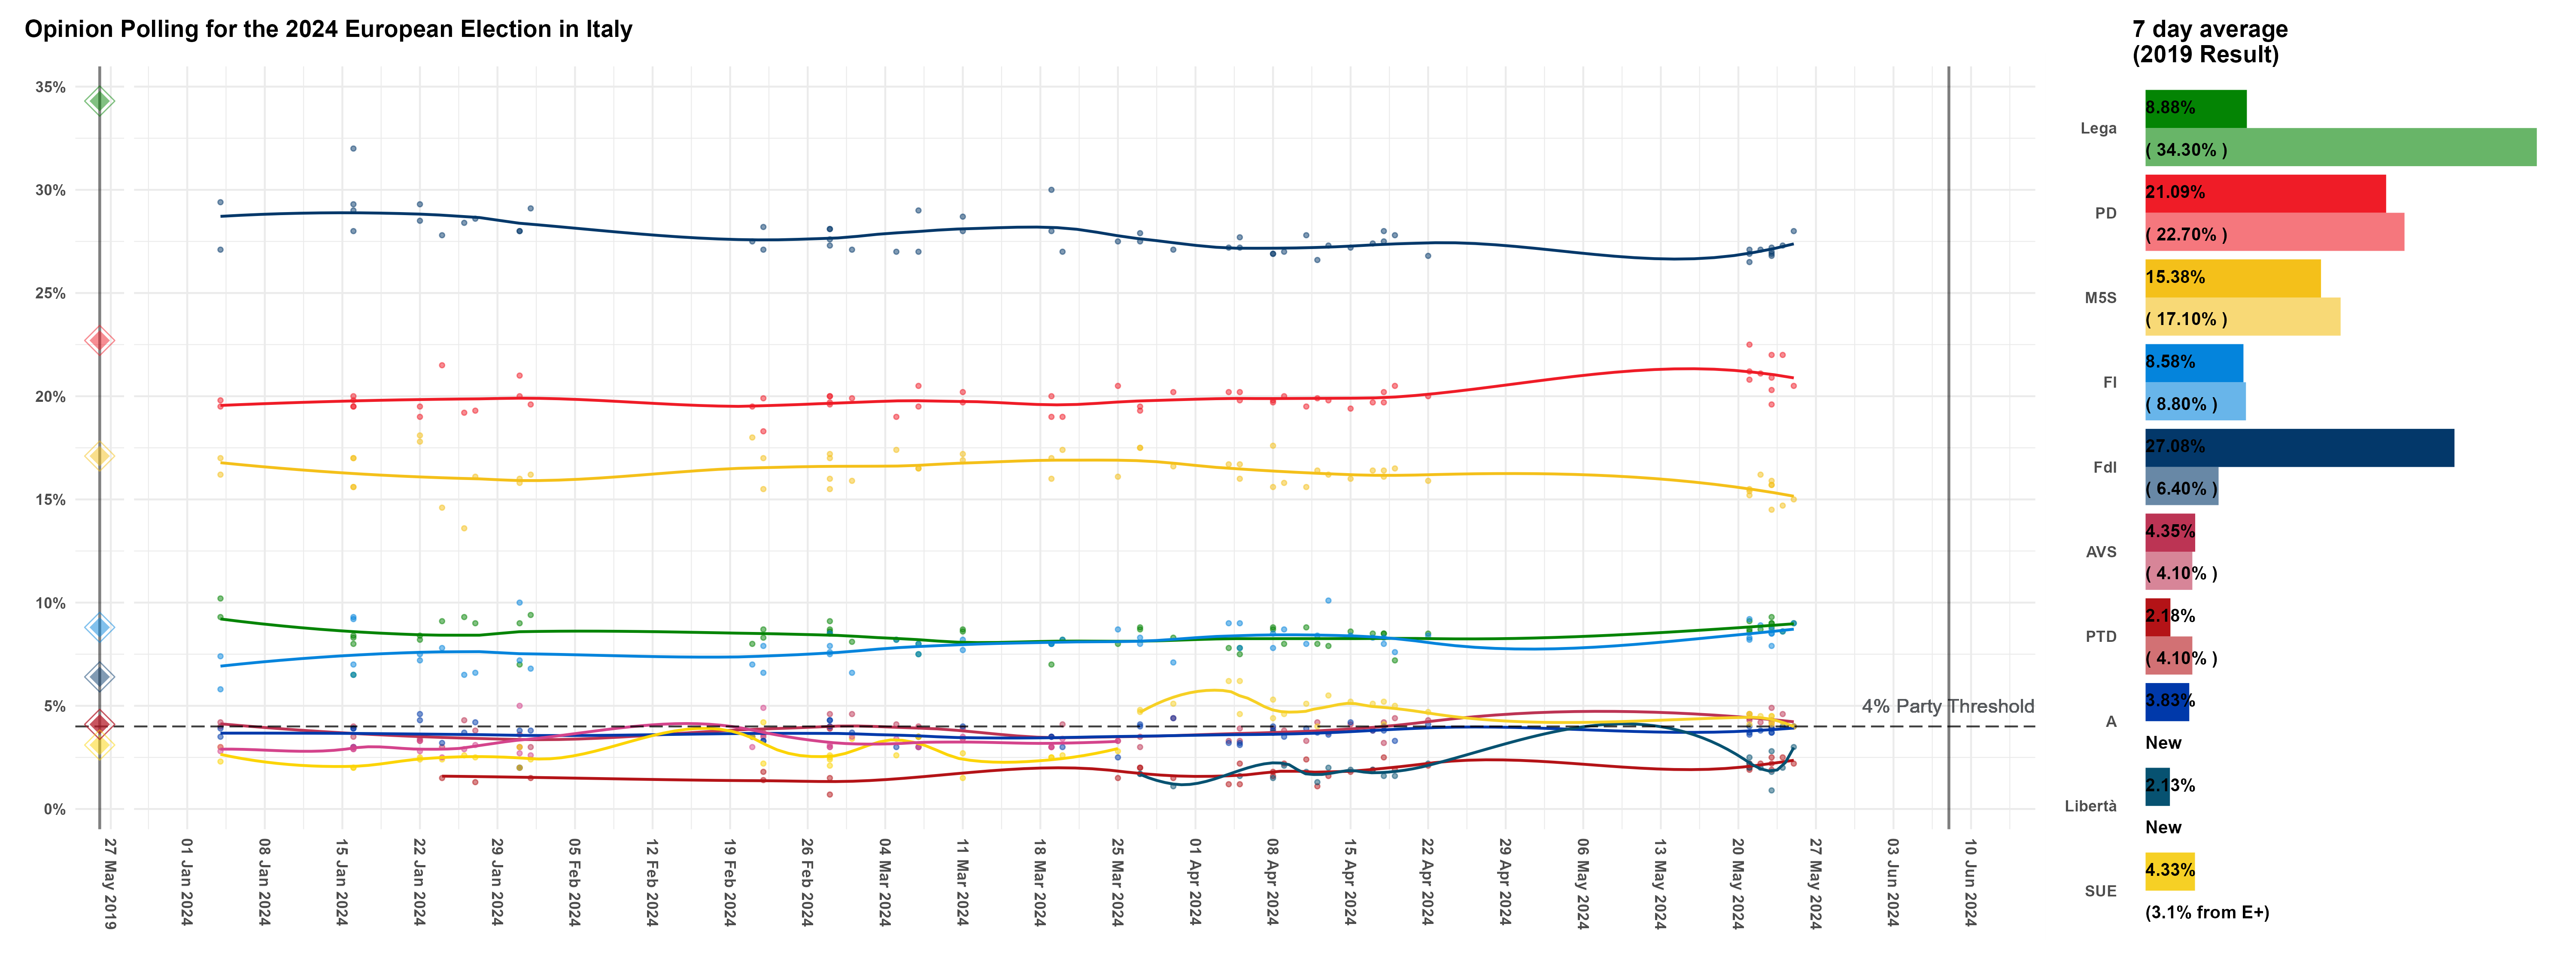 Opinion Polling for the 2024 European Election in Italy
7 day average
(2019 Result)
35%
30%
25%
20%
15%
10%
5%
0%
4% Party Threshold
27 May 2019
01 Jan 2024
08 Jan 2024
15 Jan 2024
22 Jan 2024
29 Jan 2024
05 Feb 2024
12 Feb 2024
19 Feb 2024
26 Feb 2024
04 Mar 2024
11 Mar 2024
18 Mar 2024
25 Mar 2024
01 Apr 2024
08 Apr 2024
15 Apr 2024
22 Apr 2024
29 Apr 2024
06 May 2024
13 May 2024
20 May 2024
27 May 2024
03 Jun 2024
10 Jun 2024
Lega
8.88%
( 34.30% )
PD
21.09%
( 22.70% )
M5S
15.38%
( 17.10% )
FI
8.58%
( 8.80% )
FdI
27.08%
( 6.40% )
AVS
4.35%
( 4.10% )
PTD
2.18%
( 4.10% )
A
3.83%
New
Libertà
2.13%
New
SUE
4.33%
(3.1% from E+)